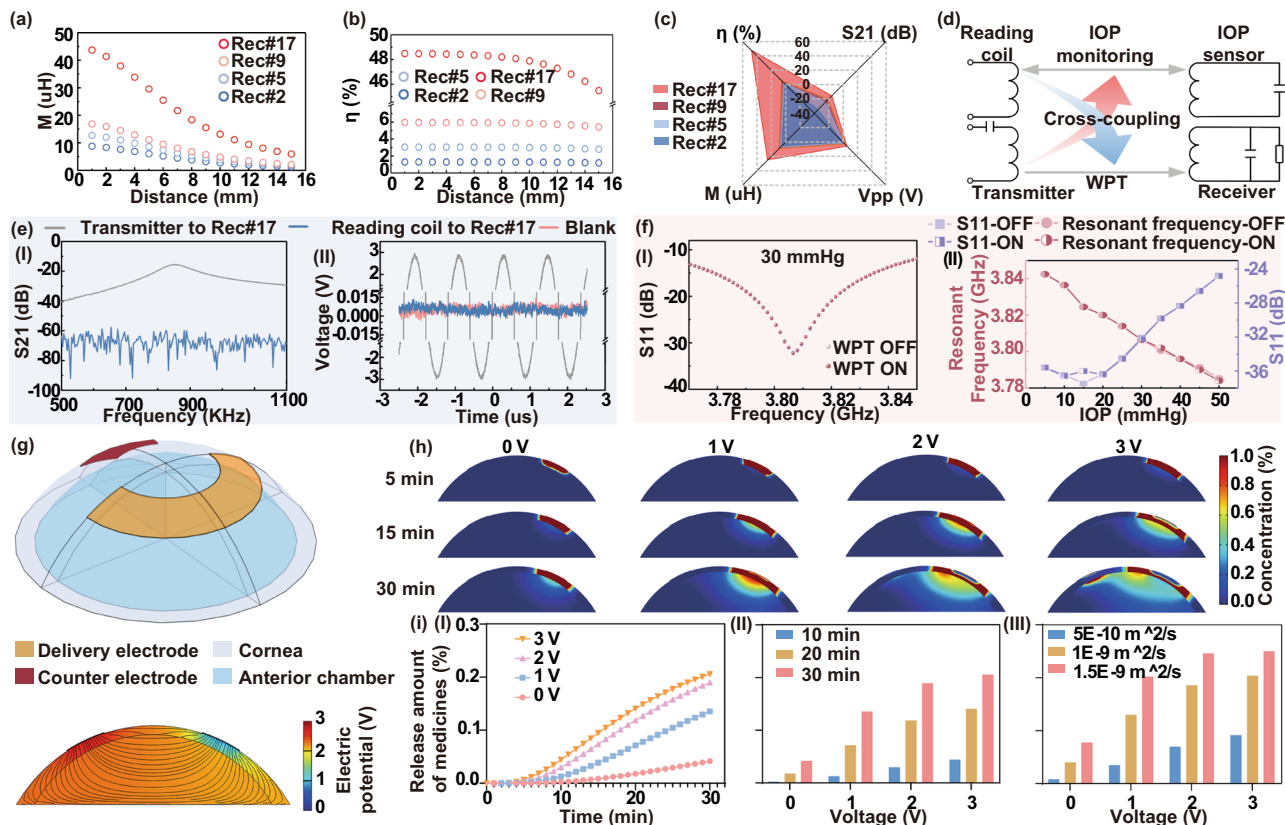 (a)
50
40
30
20
10
0
M (uH)
Rec#17
Rec#9
Rec#5
Rec#2
0 2 4 6 8 10 12 14 16
Distance (mm)
(b)
50
48
46
6
4
2
0
η (%)
Rec#5 Rec#17
Rec#2 Rec#9
0 2 4 6 8 10 12 14 16
Distance (mm)
(c)
η (%)
S21 (dB)
60
40
20
0
-20
-40
Rec#17
Rec#9
Rec#5
Rec#2
M (uH)
Vpp (V)
(d)
Reading coil
IOP monitoring
IOP sensor
Cross-coupling
Transmitter
WPT
Receiver
(e)
Transmitter to Rec#17 Reading coil to Rec#17 Blank
(I)
0
-20
-40
-60
-80
-100
S21 (dB)
500 700 900 1100
Frequency (KHz)
(II)
3
2
0.015
0.000
-0.015
-2
-3
Voltage (V)
-3 -2 -1 0 1 2 3
Time (us)
(f)
(I)
-10
-20
-30
-40
S11 (dB)
30 mmHg
WPT OFF
WPT ON
3.78 3.80 3.82 3.84
Frequency (GHz)
S11-OFF Resonant frequency-OFF
S11-ON Resonant frequency-ON
(II)
3.84
3.82
3.80
3.78
Resonant
Frequency (GHz)
-24
-28
-32
-36
S11 (dB)
0 10 20 30 40 50
IOP (mmHg)
(g)
Delivery electrode Cornea
Counter electrode Anterior chamber
3
2
1
0
Electric
potential (V)
(h)
0 V 1 V 2 V 3 V
5 min
15 min
30 min
1.0
0.8
0.6
0.4
0.2
0.0
Concentration (%)
(i)
(I)
0.3
0.2
0.1
0.0
Release amount
of medicines (%)
3 V
2 V
1 V
0 V
0 10 20 30
Time (min)
(II)
10 min
20 min
30 min
0 1 2 3
Voltage (V)
(III)
5E-10 m ^2/s
1E-9 m ^2/s
1.5E-9 m ^2/s
0 1 2 3
Voltage (V)